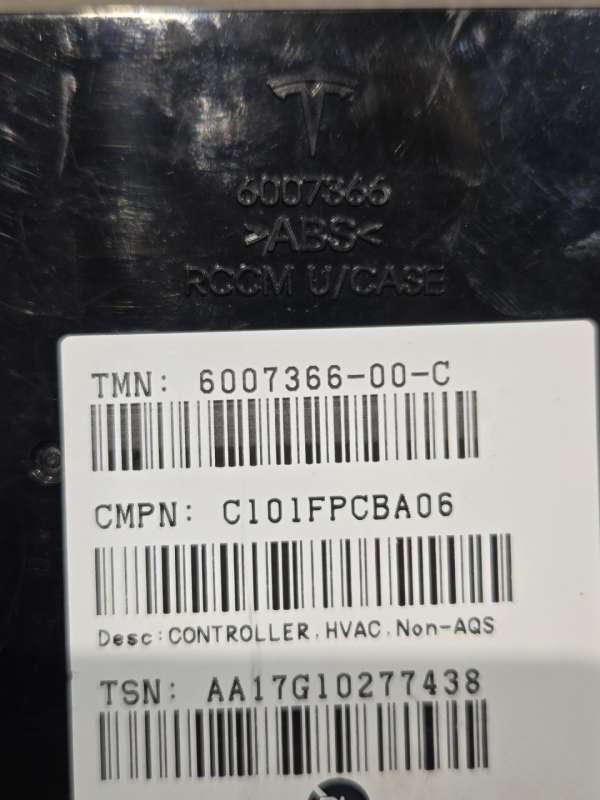 6007366
>ABS<
RCCM U/CASE
TMN: 6007366-00-C
CMPN: C101FPCBA06
Desc:CONTROLLER,HVAC,Non-AQS
TSN: AA17G10277438